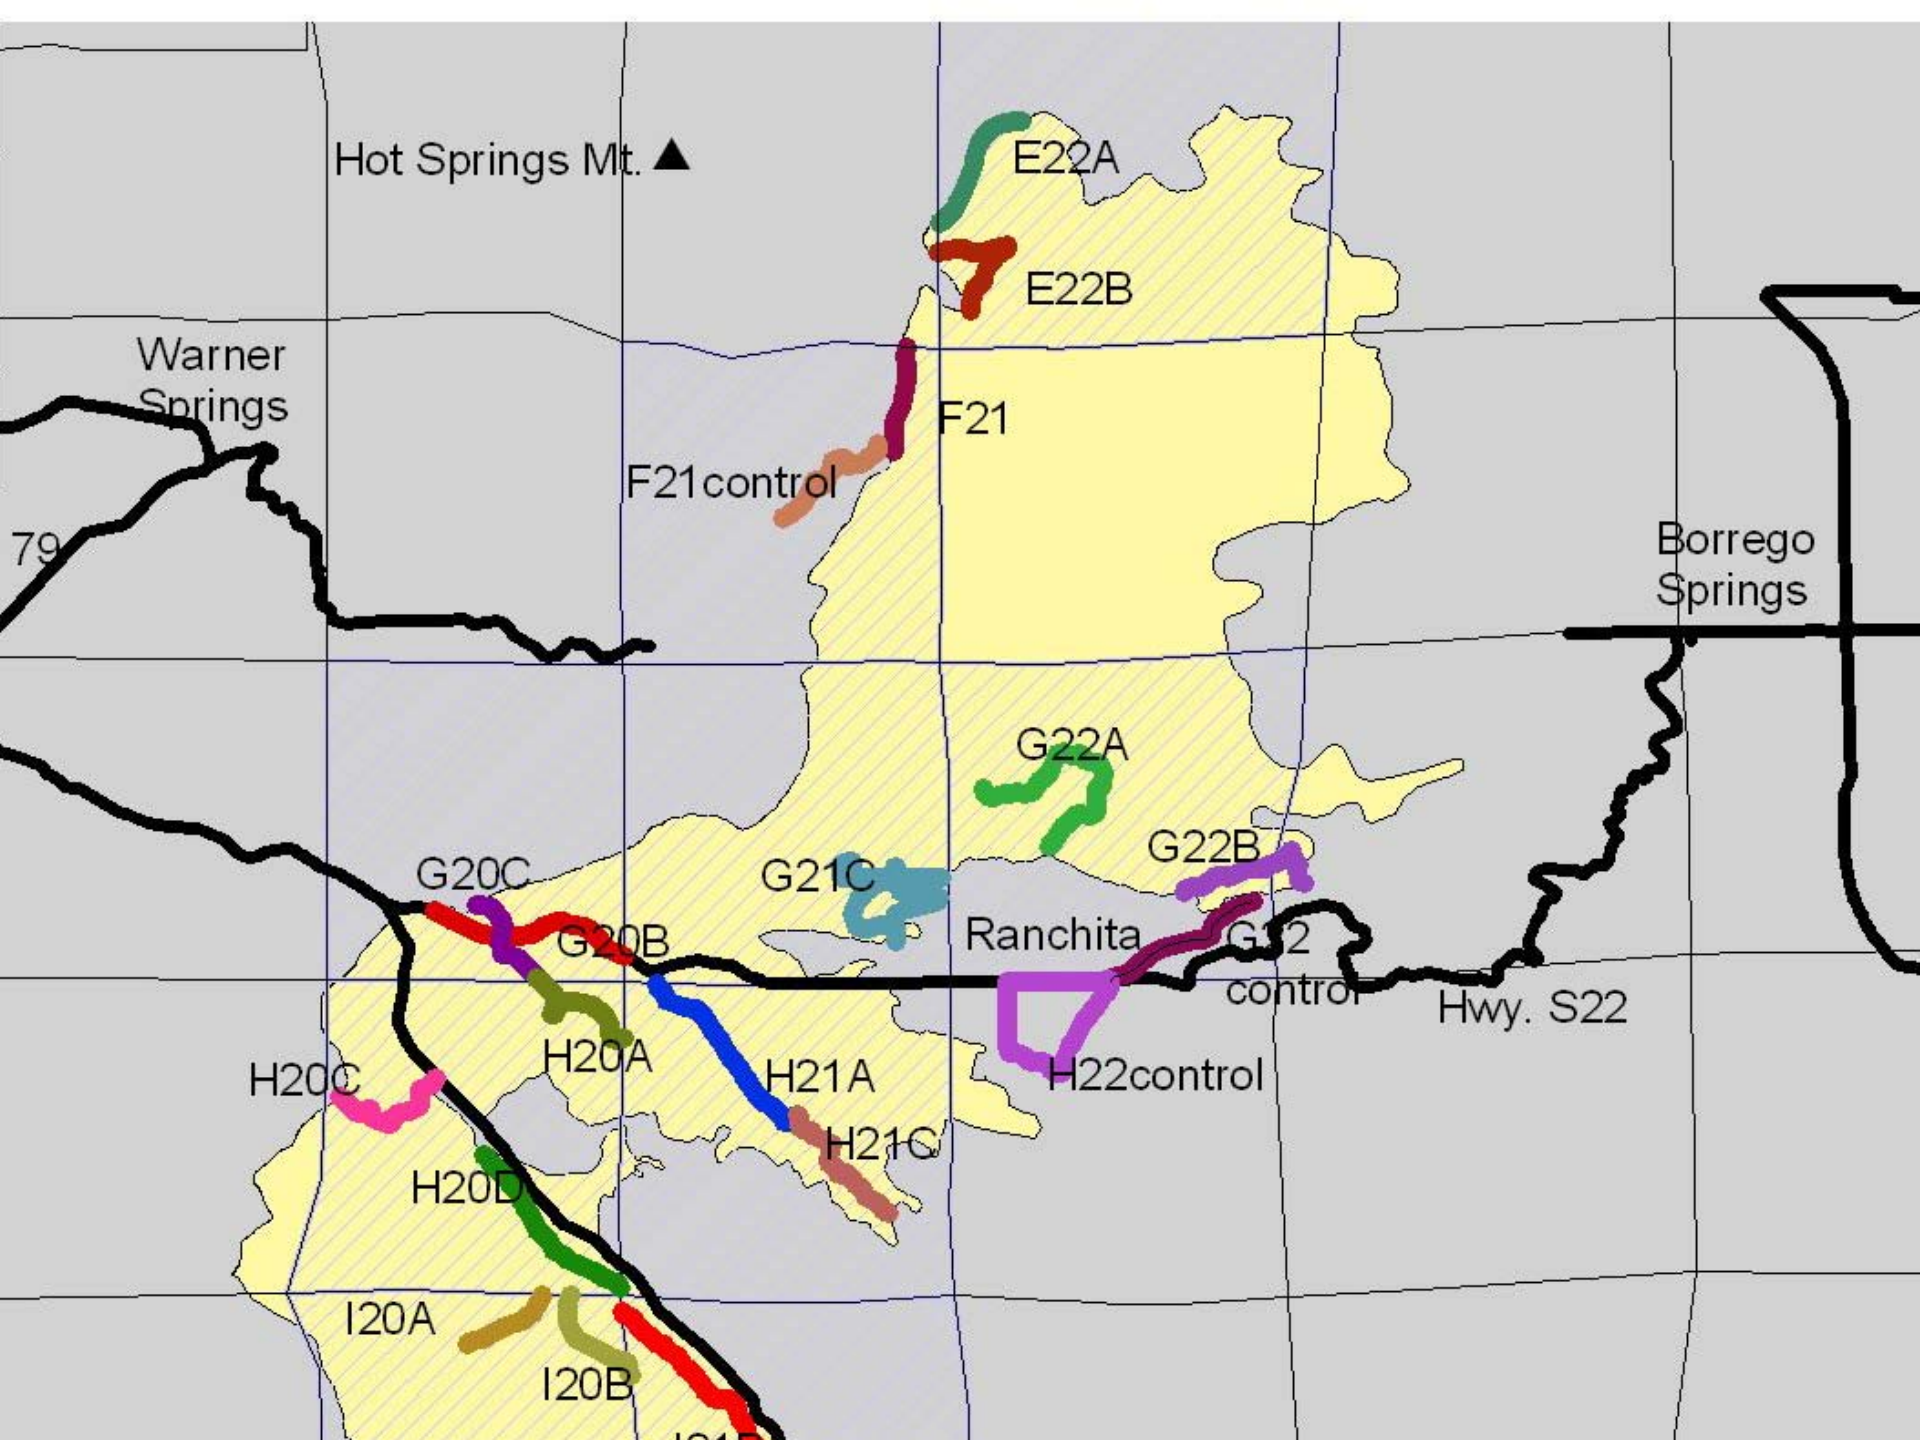 Hot Springs Mt.
E22A
E22B
Warner
Springs
F21
F21control
79
Borrego
Springs
G22A
G22B
G20C
G21C
G20B
Ranchita
control
Hwy. S22
H20A
H20C
H21A
H22control
H21C
H20D
I20A
I20B